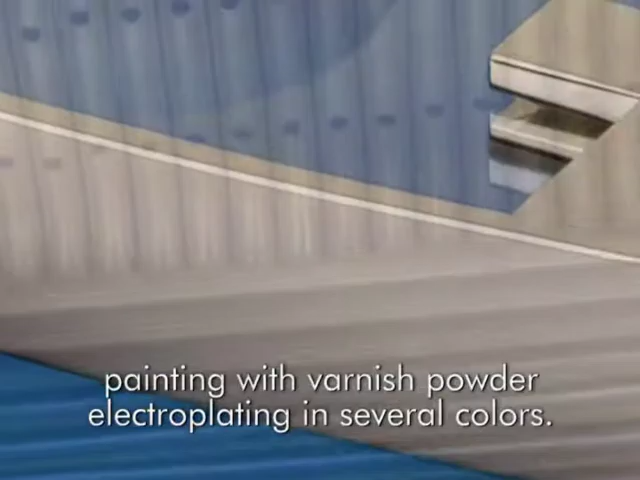 painting with varnish powder
electroplating in several colors.